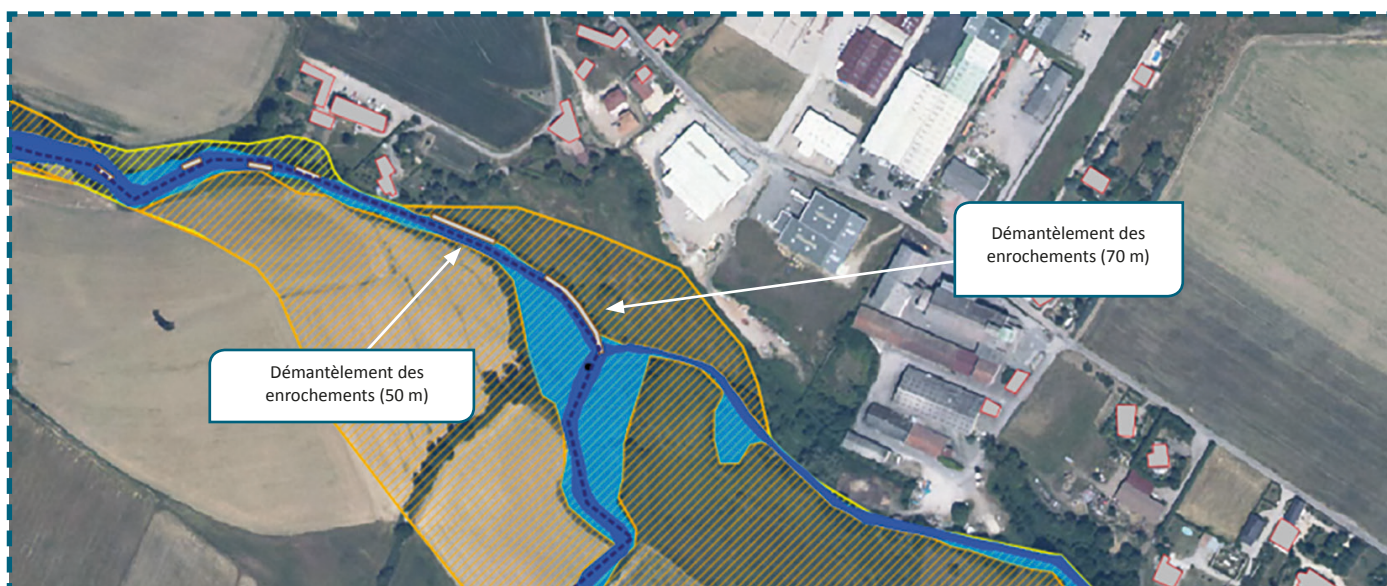 Démantèlement des
enrochements (70 m)
Démantèlement des
enrochements (50 m)